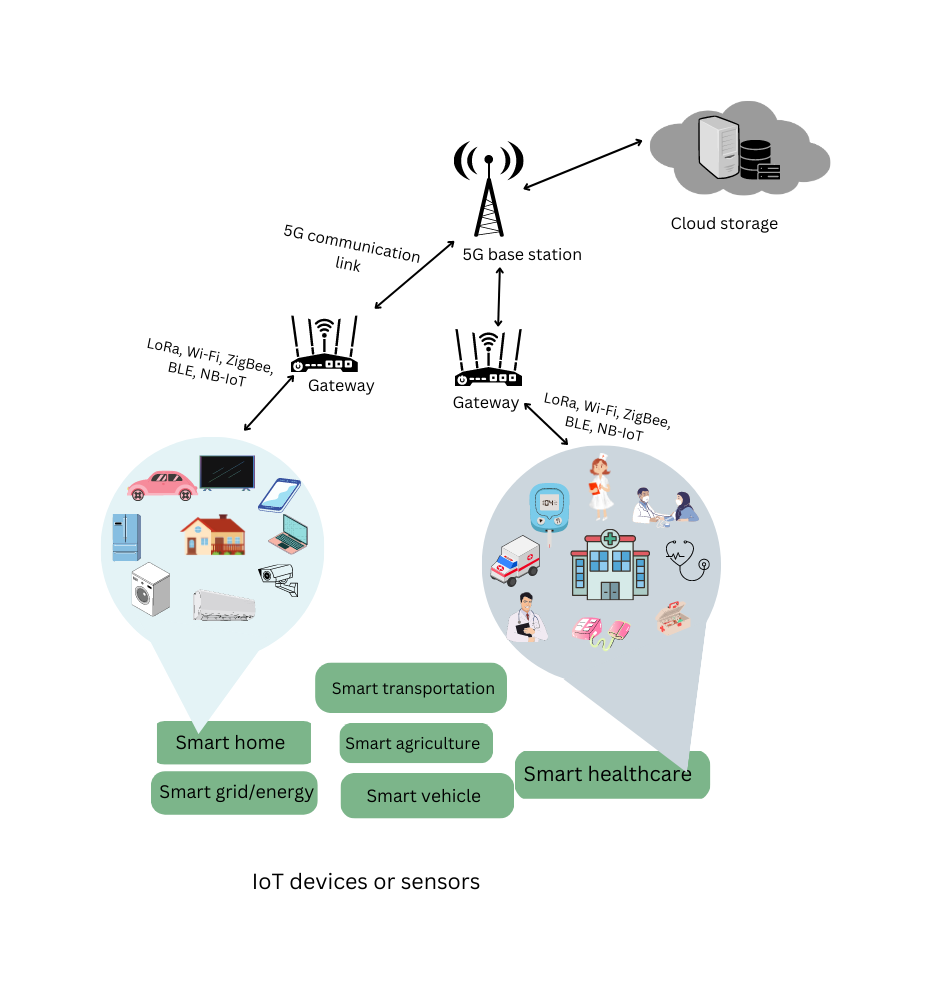 Cloud storage
5G base station
5G communication
link
LoRa, Wi-Fi, ZigBee,
BLE, NB-IoT
Gateway
Gateway
LoRa, Wi-Fi, ZigBee,
BLE, NB-IoT
Smart transportation
Smart home
Smart agriculture
Smart healthcare
Smart grid/energy
Smart vehicle
IoT devices or sensors